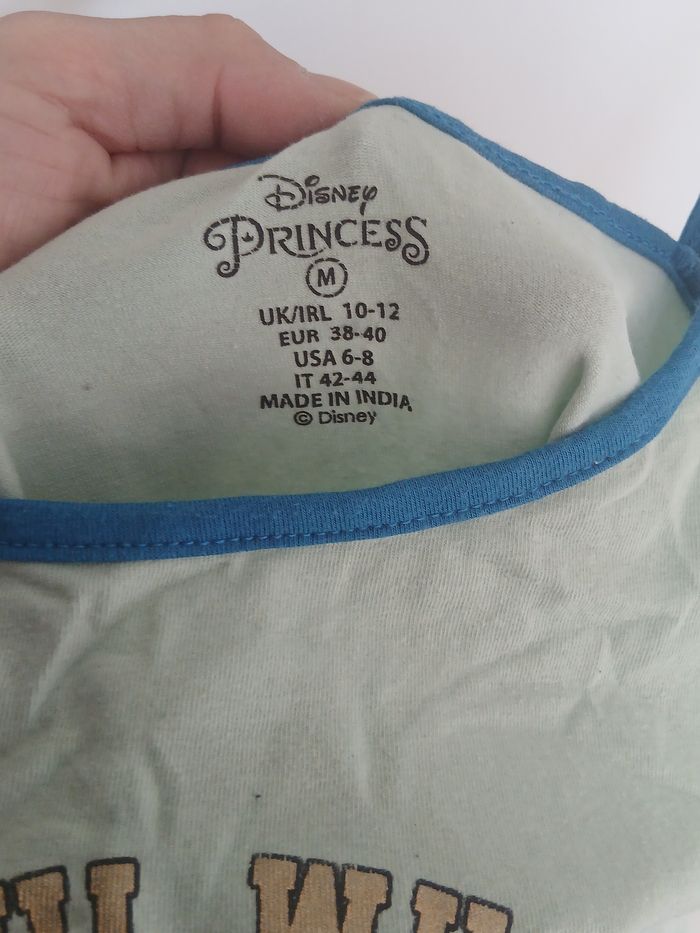 Disney
PRINCESS
M
UK/IRL 10-12
EUR 38-40
USA 6-8
IT 42-44
MADE IN INDIA
© Disney